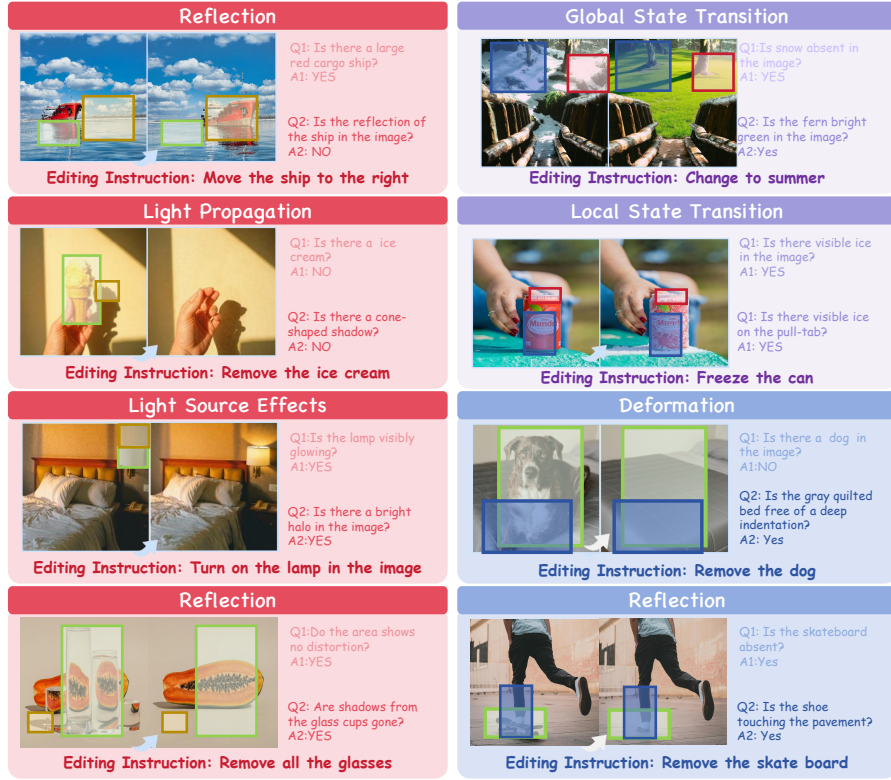 Reflection
Q1: Is there a large
red cargo ship?
A1: YES
Q2: Is the reflection of
the ship in the image?
A2: NO
Editing Instruction: Move the ship to the right
Global State Transition
Q1:Is snow absent in
the image?
A1: YES
Q2: Is the fern bright
green in the image?
A2:Yes
Editing Instruction: Change to summer
Light Propagation
Q1: Is there a ice
cream?
A1: NO
Q2: Is there a cone-
shaped shadow?
A2: NO
Editing Instruction: Remove the ice cream
Local State Transition
Q1: Is there visible ice
in the image?
A1: YES
Q1: Is there visible ice
on the pull-tab?
A1: YES
Editing Instruction: Freeze the can
Light Source Effects
Q1:Is the lamp visibly
glowing?
A1:YES
Q2: Is there a bright
halo in the image?
A2:YES
Editing Instruction: Turn on the lamp in the image
Deformation
Q1: Is there a dog in
the image?
A1:NO
Q2: Is the gray quilted
bed free of a deep
indentation?
A2: Yes
Editing Instruction: Remove the dog
Reflection
Q1:Do the area shows
no distortion?
A1:YES
Q2: Are shadows from
the glass cups gone?
A2:YES
Editing Instruction: Remove all the glasses
Reflection
Q1: Is the skateboard
absent?
A1:Yes
Q2: Is the shoe
touching the pavement?
A2: Yes
Editing Instruction: Remove the skate board